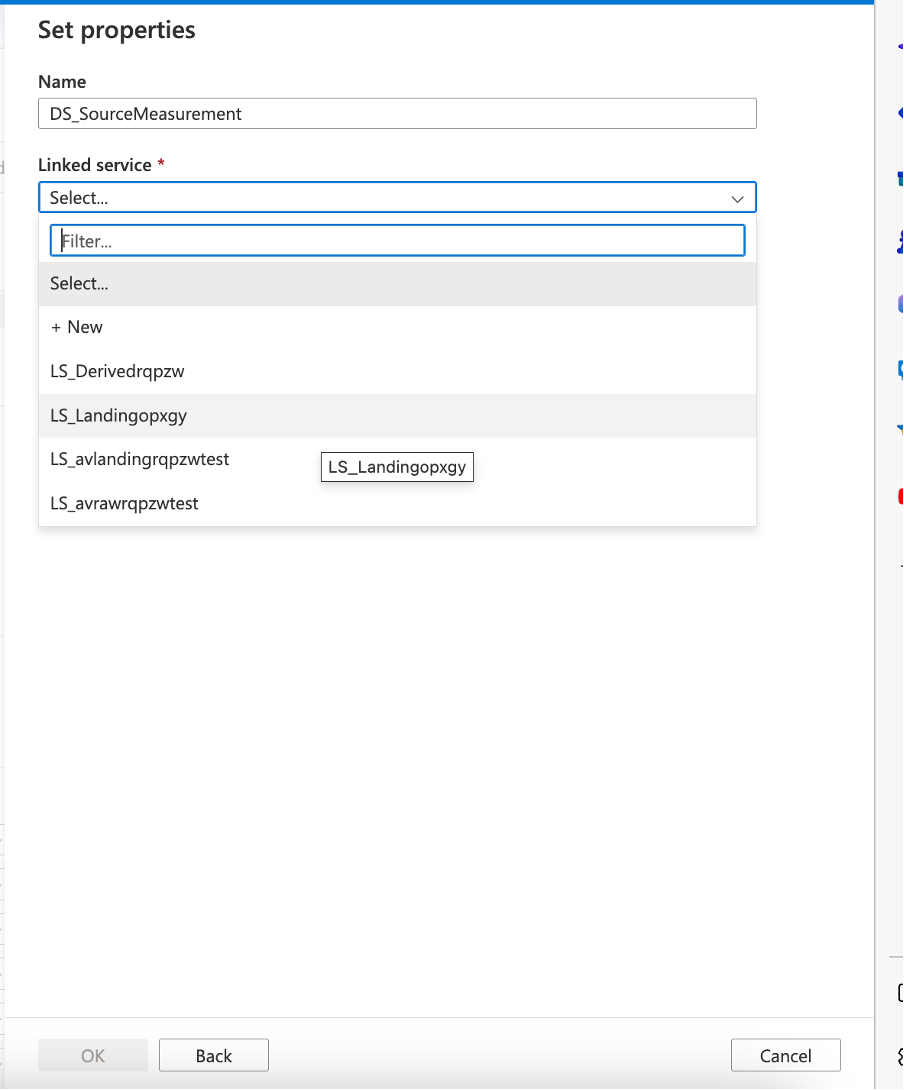 Set properties
Name
DS_SourceMeasurement
Linked service *
Select...
Filter...
Select...
+ New
LS_Derivedrqpzw
LS_Landingopxgy
LS_avlandingrqpzwtest
LS_Landingopxgy
LS_avrawrqpzwtest
OK
Back
Cancel